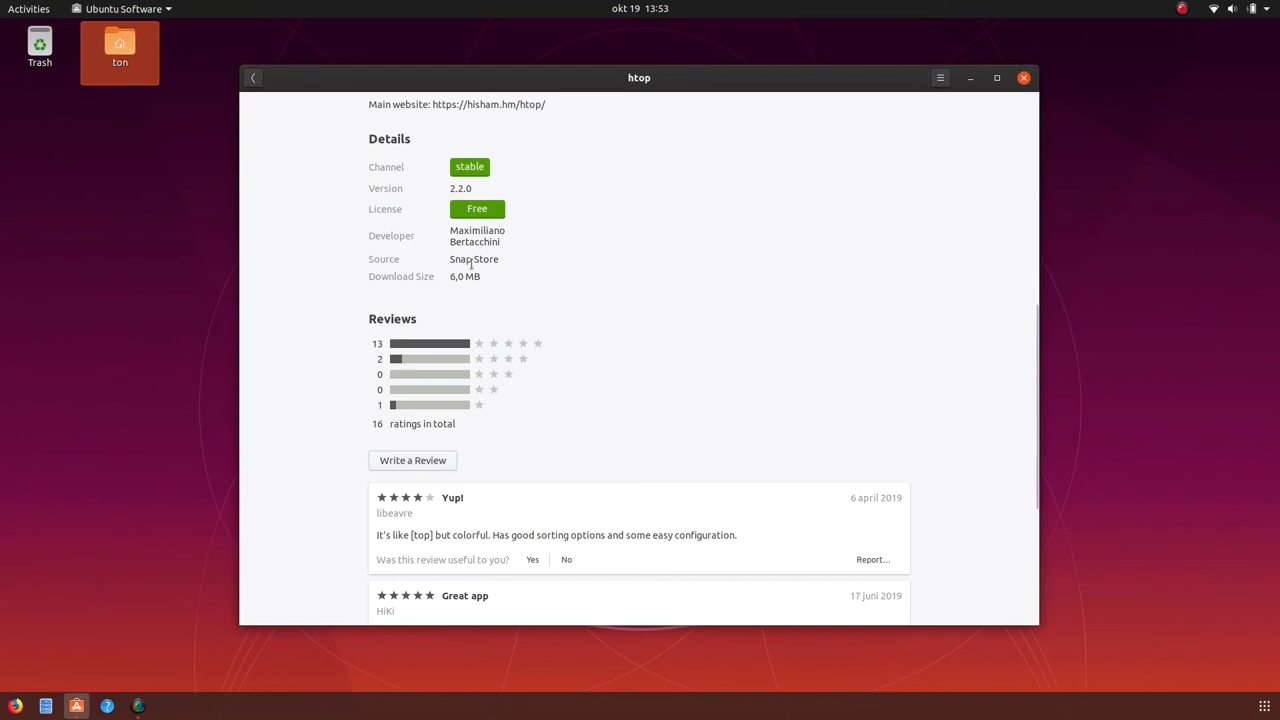 Activities
Ubuntu Software
okt 19 13:53
Trash
ton
htop
Main website: https://hisham.hm/htop/
Details
Channel stable
Version 2.2.0
License Free
Developer Maximiliano
Bertacchini
Source Snap Store
Download Size 6,0 MB
Reviews
13
2
0
0
1
16 ratings in total
Write a Review
Yup! 6 april 2019
libeavre
It's like [top] but colorful. Has good sorting options and some easy configuration.
Was this review useful to you? Yes No Report…
Great app 17 juni 2019
HiKi